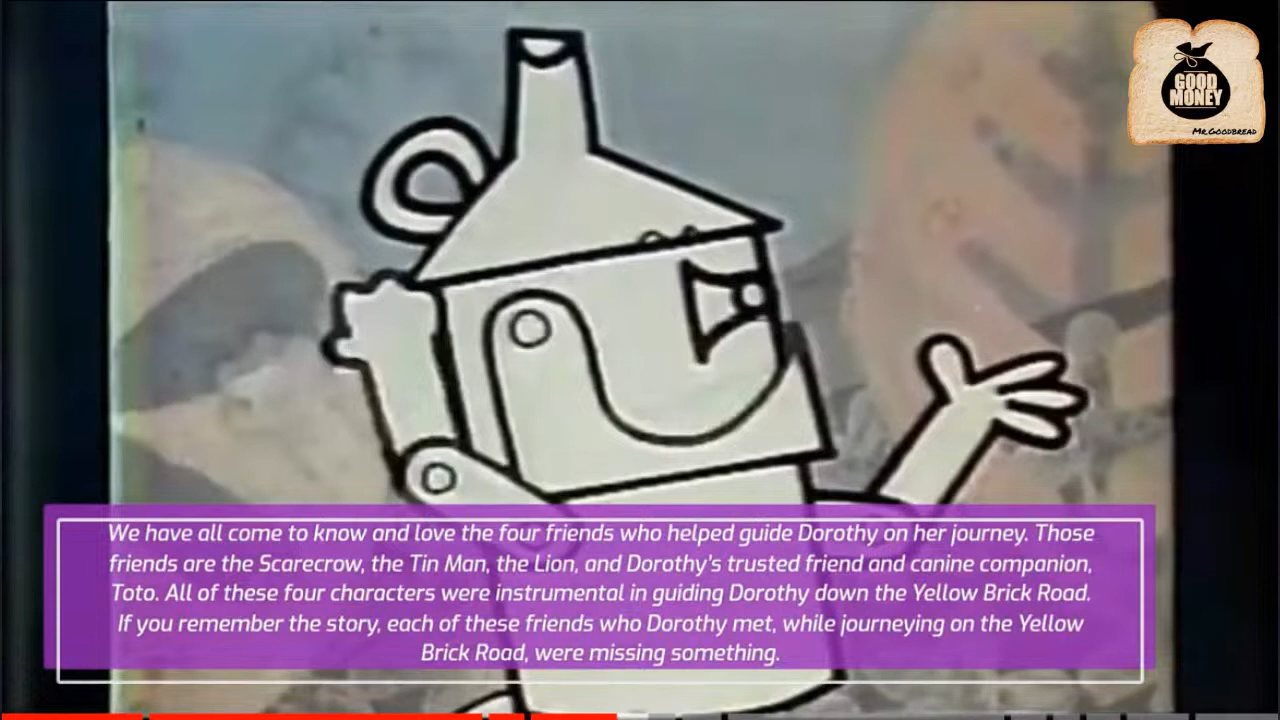 GOOD
MONEY
MR.GOODBREAD
We have all come to know and love the four friends who helped guide Dorothy on her journey. Those
friends are the Scarecrow, the Tin Man, the Lion, and Dorothy's trusted friend and canine companion,
Toto. All of these four characters were instrumental in guiding Dorothy down the Yellow Brick Road.
If you remember the story, each of these friends who Dorothy met, while journeying on the Yellow
Brick Road, were missing something.